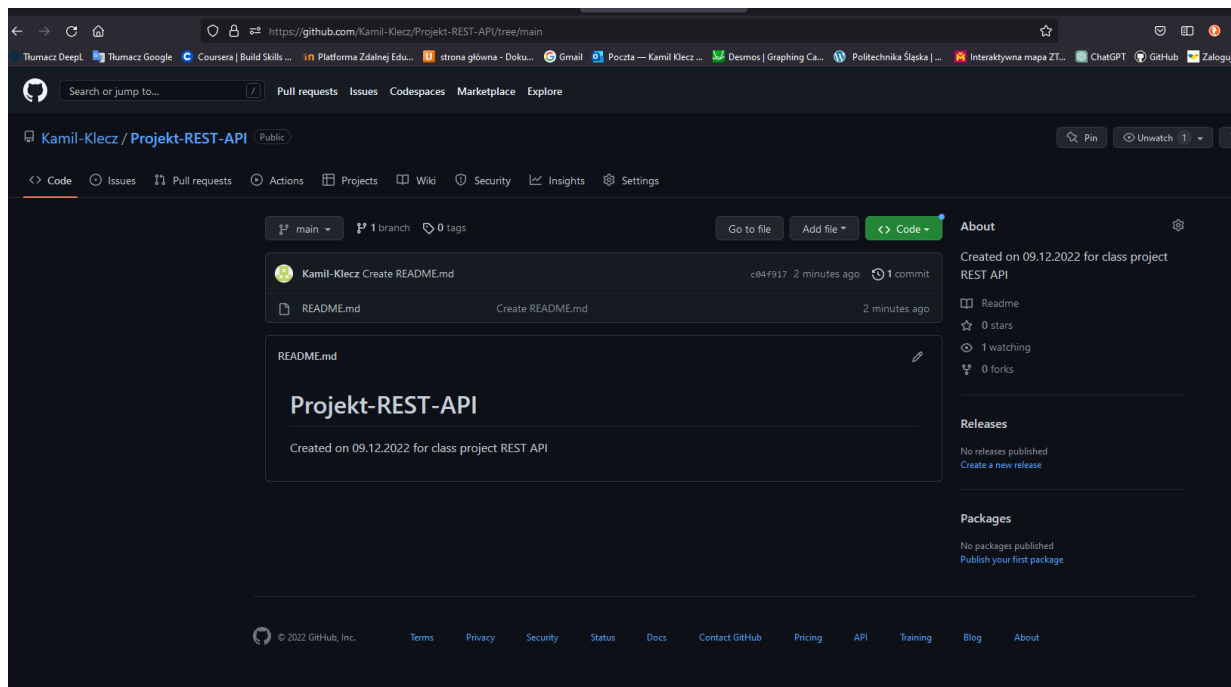 https://github.com/Kamil-Klecz/Projekt-REST-API/tree/main
Tłumacz DeepL Tłumacz Google Coursera | Build Skills ... Platforma Zdalnej Edu... strona główna - Doku... Gmail Poczta — Kamil Klecz ... Desmos | Graphing Ca... Politechnika Śląska | ... Interaktywna mapa ZT... ChatGPT GitHub Zaloguj
Search or jump to... / Pull requests Issues Codespaces Marketplace Explore
Kamil-Klecz / Projekt-REST-API Public Pin Unwatch 1
Code Issues Pull requests Actions Projects Wiki Security Insights Settings
main 1 branch 0 tags Go to file Add file <> Code
Kamil-Klecz Create README.md c04f917 2 minutes ago 1 commit
README.md Create README.md 2 minutes ago
README.md
Projekt-REST-API
Created on 09.12.2022 for class project REST API
About
Created on 09.12.2022 for class project
REST API
Readme
0 stars
1 watching
0 forks
Releases
No releases published
Create a new release
Packages
No packages published
Publish your first package
© 2022 GitHub, Inc. Terms Privacy Security Status Docs Contact GitHub Pricing API Training Blog About